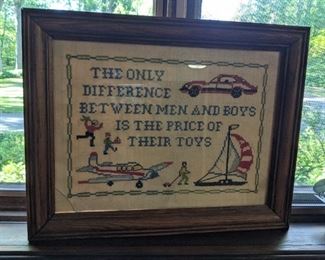 THE ONLY
DIFFERENCE
BETWEEN MEN AND BOYS
IS THE PRICE OF
THEIR TOYS